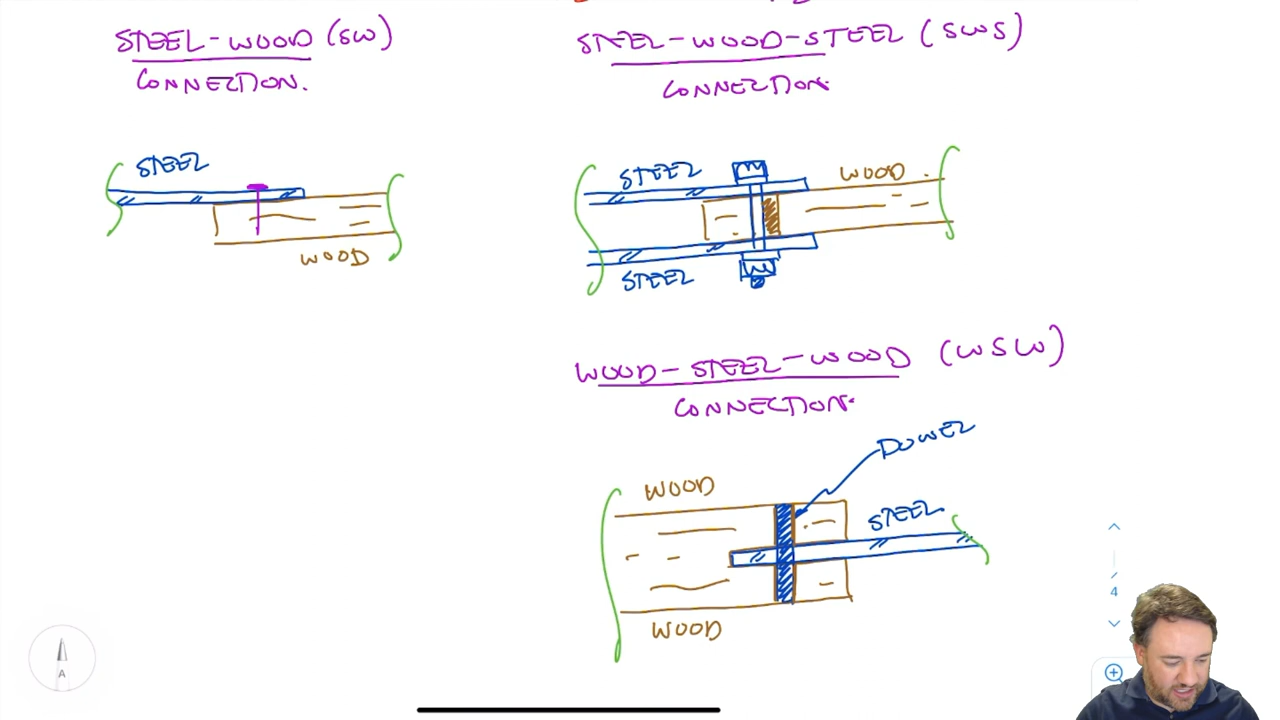 STEEL-WOOD (SW)
CONNECTION.
STEEL-WOOD-STEEL (SWS)
CONNECTION.
STEEL
WOOD
STEEL
WOOD
STEEL
WOOD-STEEL-WOOD (WSW)
CONNECTION.
DOWEL
WOOD
STEEL
WOOD
4
A